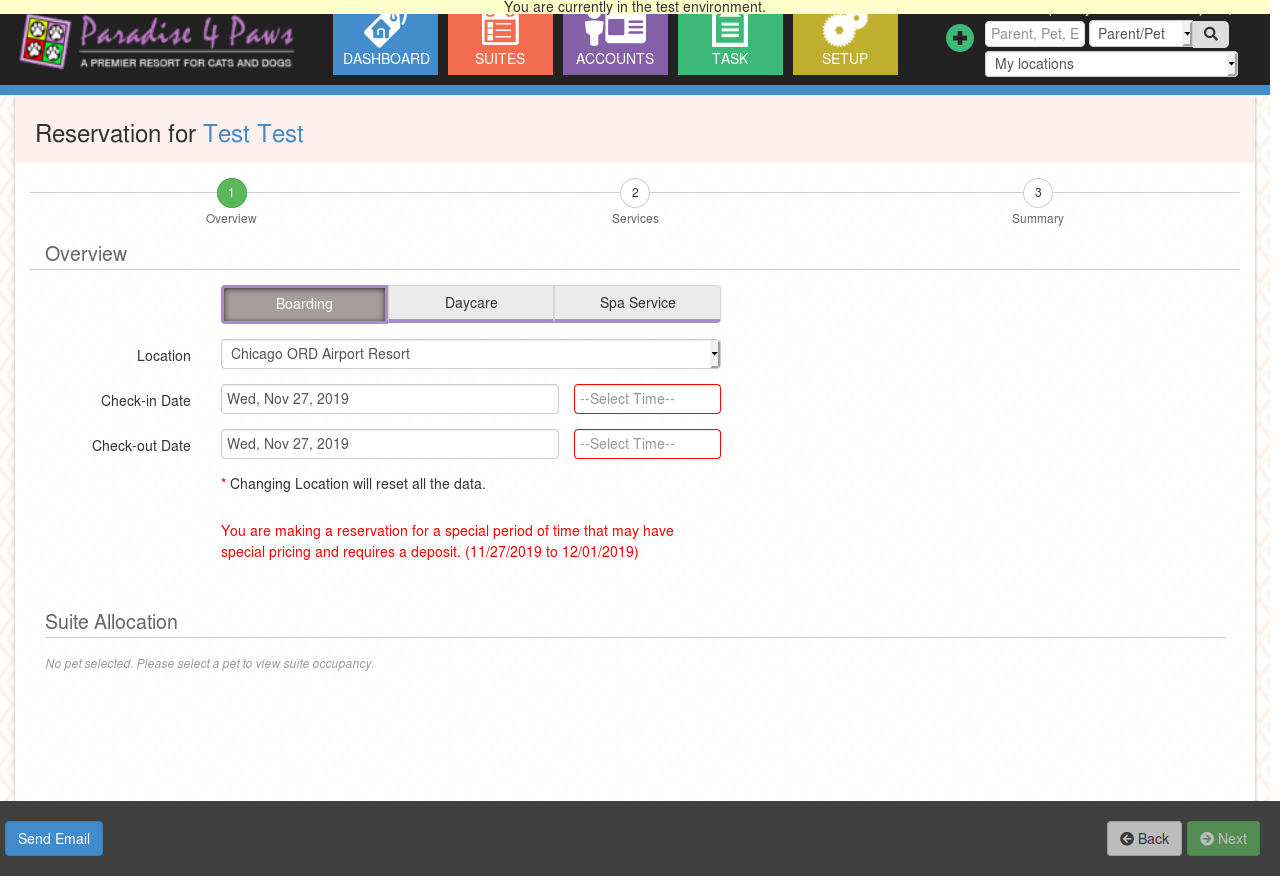 You are currently in the test environment.
Paradise 4 Paws
A PREMIER RESORT FOR CATS AND DOGS
DASHBOARD
SUITES
ACCOUNTS
TASK
SETUP
Parent, Pet, E
Parent/Pet
My locations
Reservation for Test Test
1
2
3
Overview
Services
Summary
Overview
Boarding
Daycare
Spa Service
Location
Chicago ORD Airport Resort
Check-in Date
Wed, Nov 27, 2019
--Select Time--
Check-out Date
Wed, Nov 27, 2019
--Select Time--
* Changing Location will reset all the data.
You are making a reservation for a special period of time that may have
special pricing and requires a deposit. (11/27/2019 to 12/01/2019)
Suite Allocation
No pet selected. Please select a pet to view suite occupancy.
Send Email
Back
Next